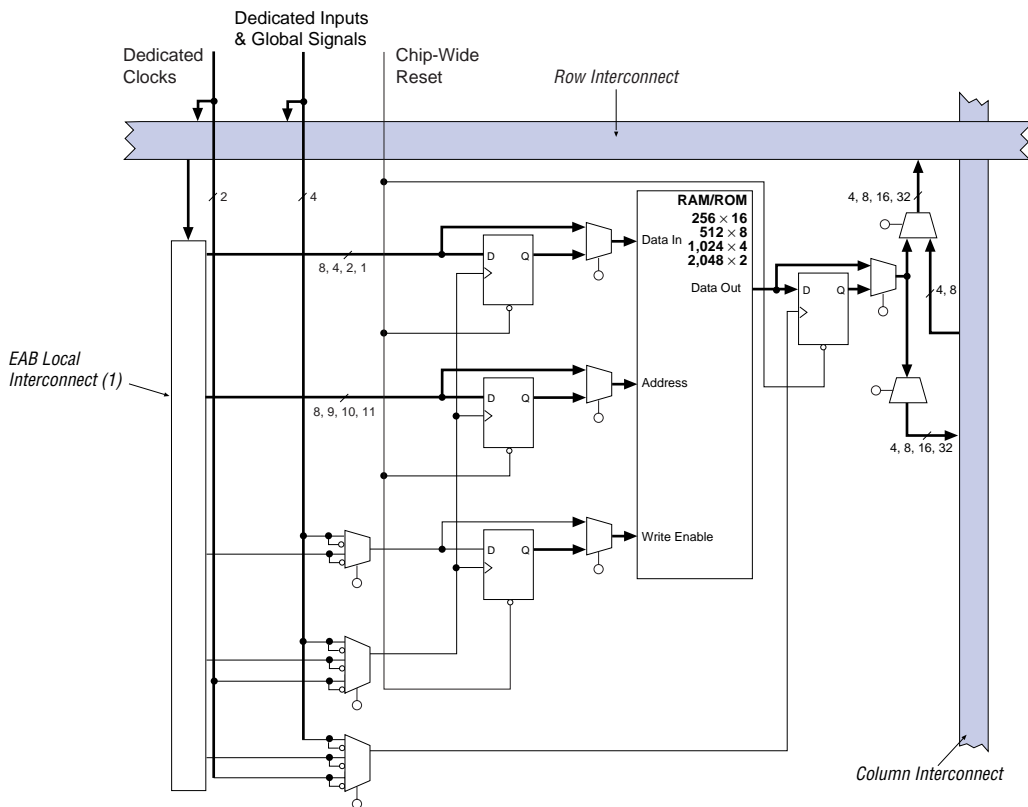 Dedicated Inputs
& Global Signals
Dedicated
Clocks
Chip-Wide
Reset
Row Interconnect
2
4
4, 8, 16, 32
RAM/ROM
256 × 16
512 × 8
1,024 × 4
2,048 × 2
Data In
D
Q
8, 4, 2, 1
Data Out
D
Q
4, 8
EAB Local
Interconnect (1)
Address
D
Q
8, 9, 10, 11
4, 8, 16, 32
Write Enable
D
Q
Column Interconnect